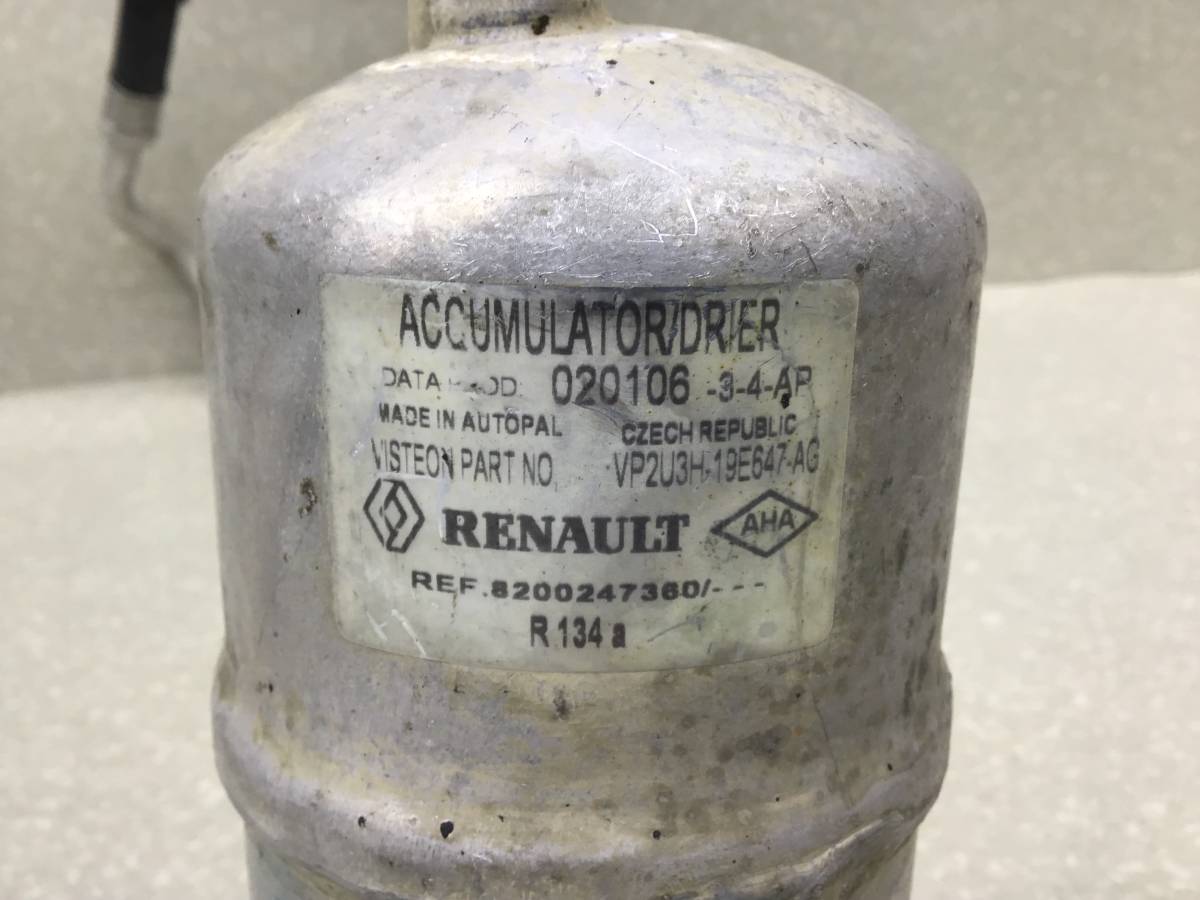 ACCUMULATOR/DRIER
DATA 020106 -3-4-AP
MADE IN AUTOPAL CZECH REPUBLIC
VISTEON PART NO. VP2U3H-19E647-AG
RENAULT AHA
REF.8200247360/---
R 134 a